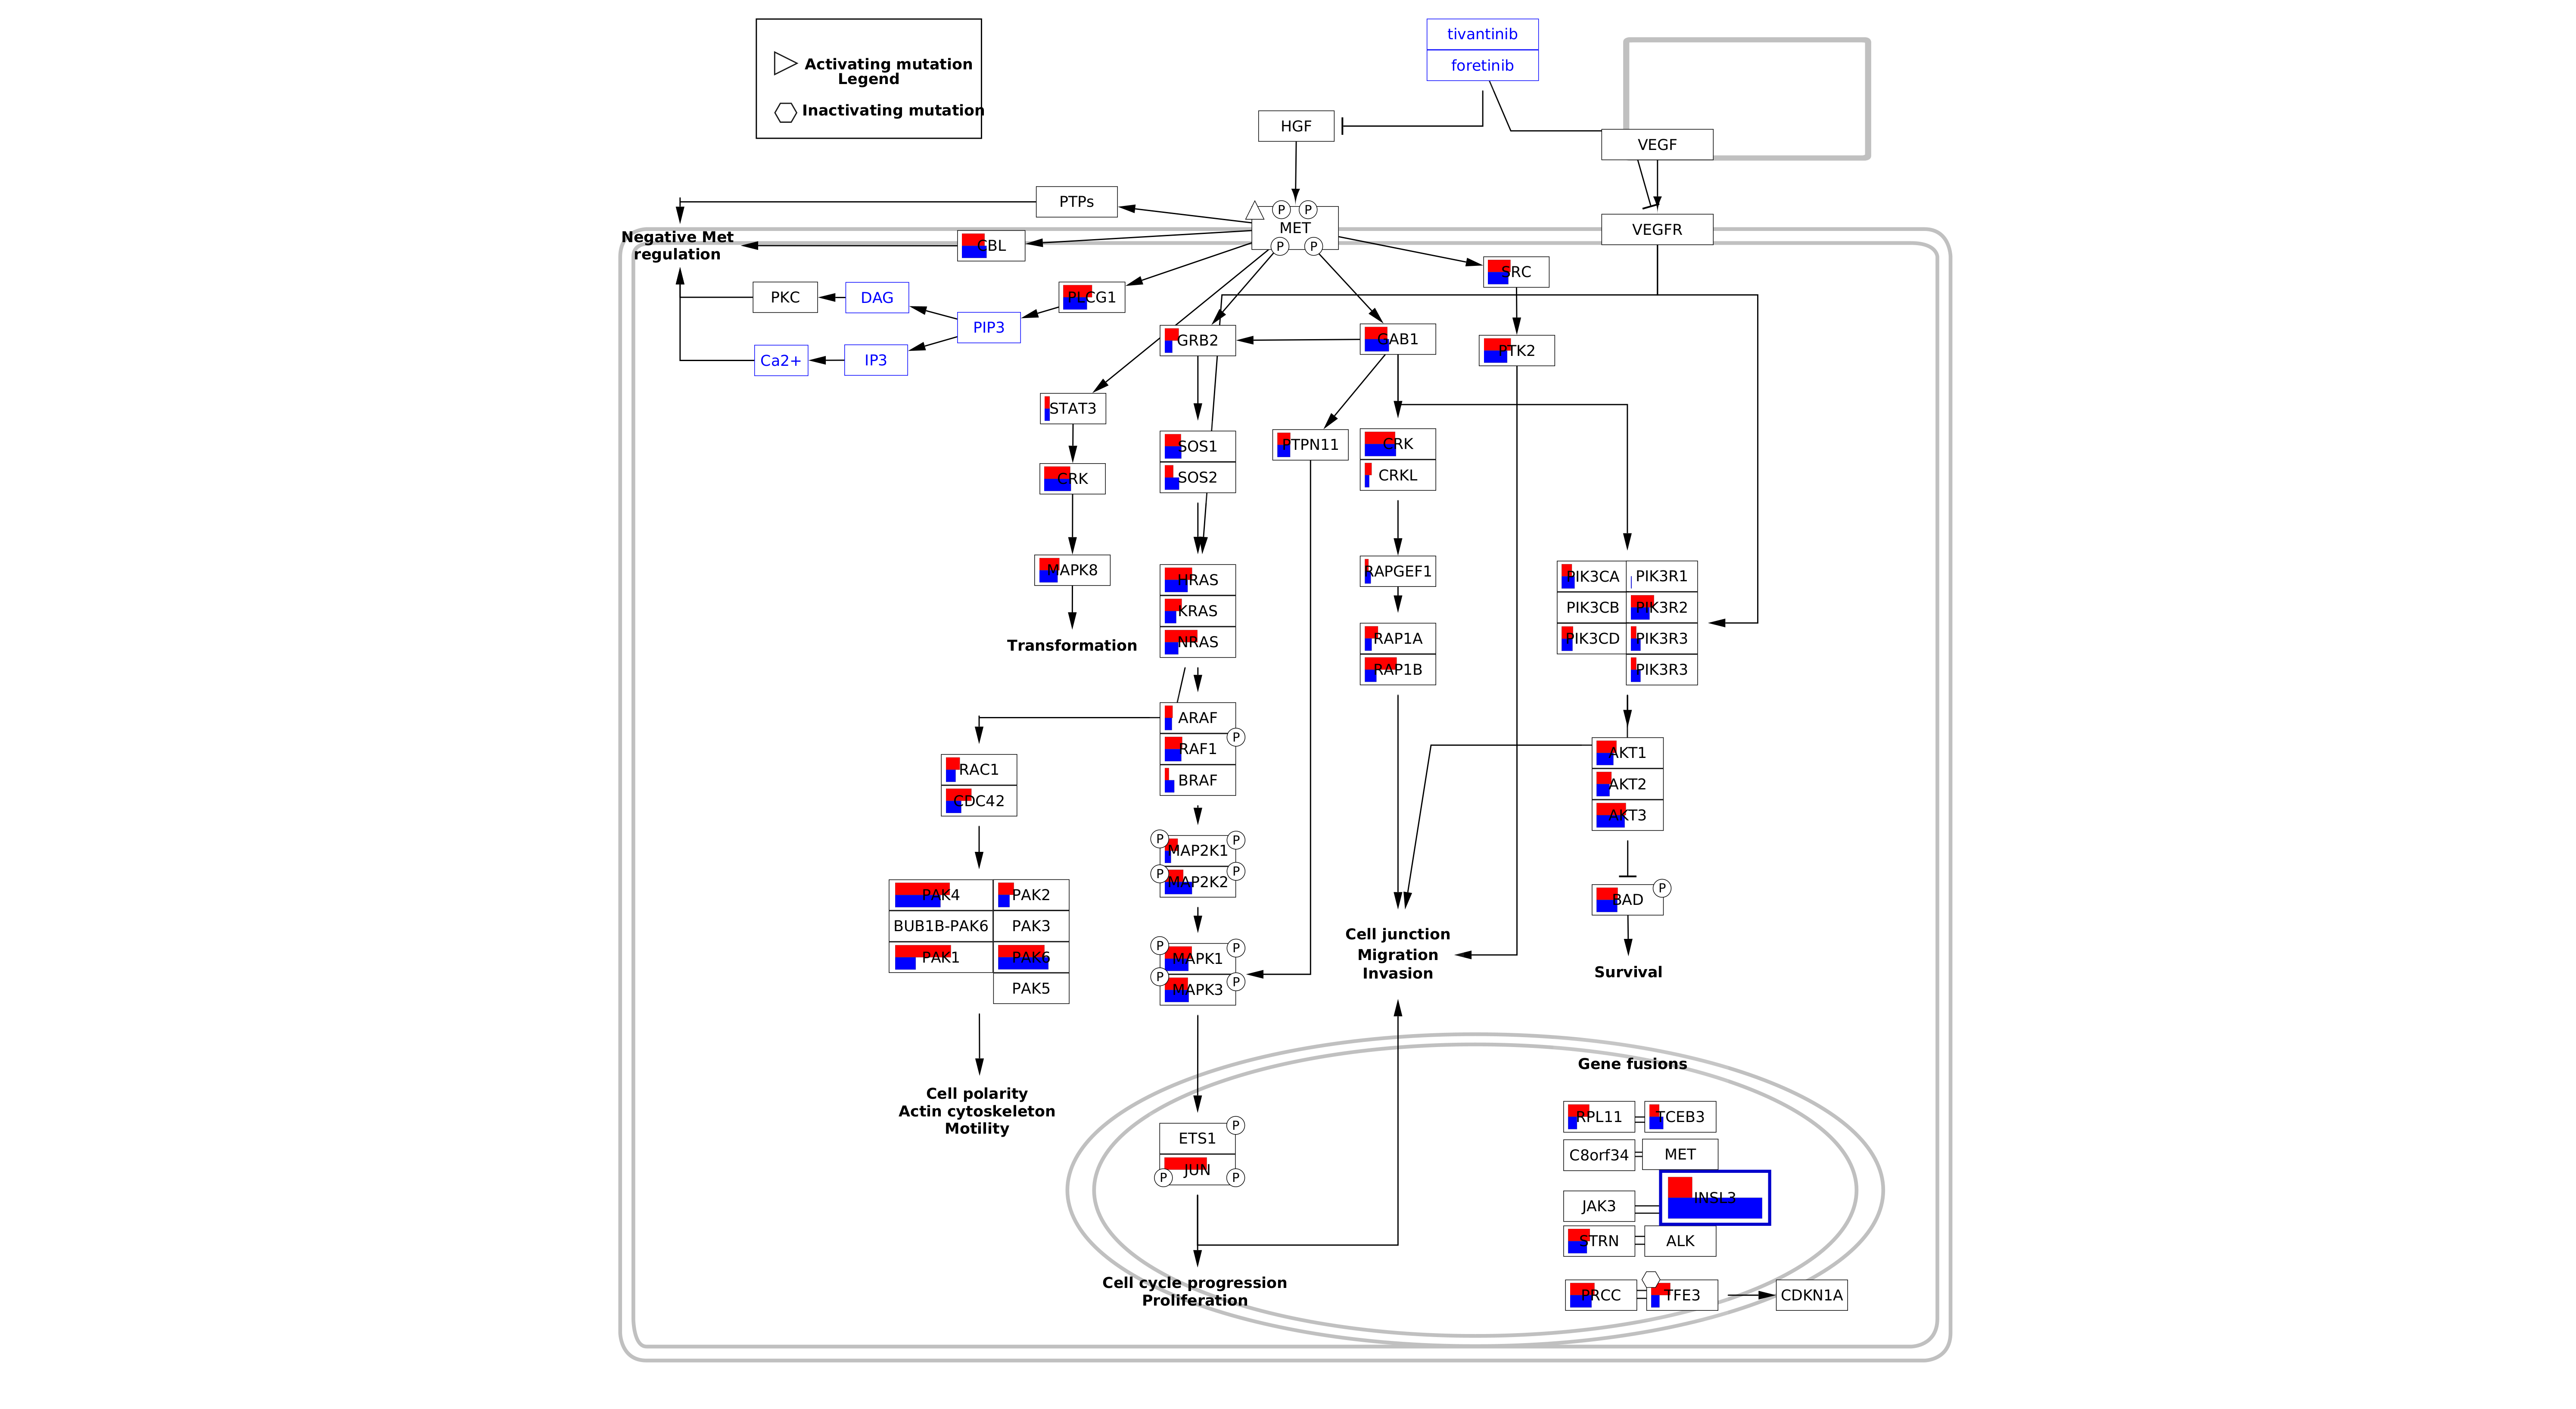 tivantinib
foretinib
Activating mutation
Legend
Inactivating mutation
HGF
VEGF
PTPs
P
P
MET
P
P
VEGFR
Negative Met
regulation
CBL
SRC
PKC
DAG
PLCG1
PIP3
GRB2
GAB1
PTK2
Ca2+
IP3
STAT3
SOS1
SOS2
PTPN11
CRK
CRKL
CRK
MAPK8
HRAS
KRAS
NRAS
RAPGEF1
PIK3CA
PIK3R1
PIK3CB
PIK3R2
PIK3CD
PIK3R3
PIK3R3
RAP1A
RAP1B
Transformation
ARAF
RAF1
P
BRAF
RAC1
CDC42
AKT1
AKT2
AKT3
P
P
MAP2K1
P
P
MAP2K2
PAK4
PAK2
BUB1B-PAK6
PAK3
PAK1
PAK6
PAK5
BAD
P
Cell junction
Migration
Invasion
P
P
MAPK1
P
P
MAPK3
Survival
Gene fusions
Cell polarity
Actin cytoskeleton
Motility
ETS1
P
JUN
P
P
RPL11
TCEB3
C8orf34
MET
JAK3
INSL3
STRN
ALK
PRCC
TFE3
CDKN1A
Cell cycle progression
Proliferation